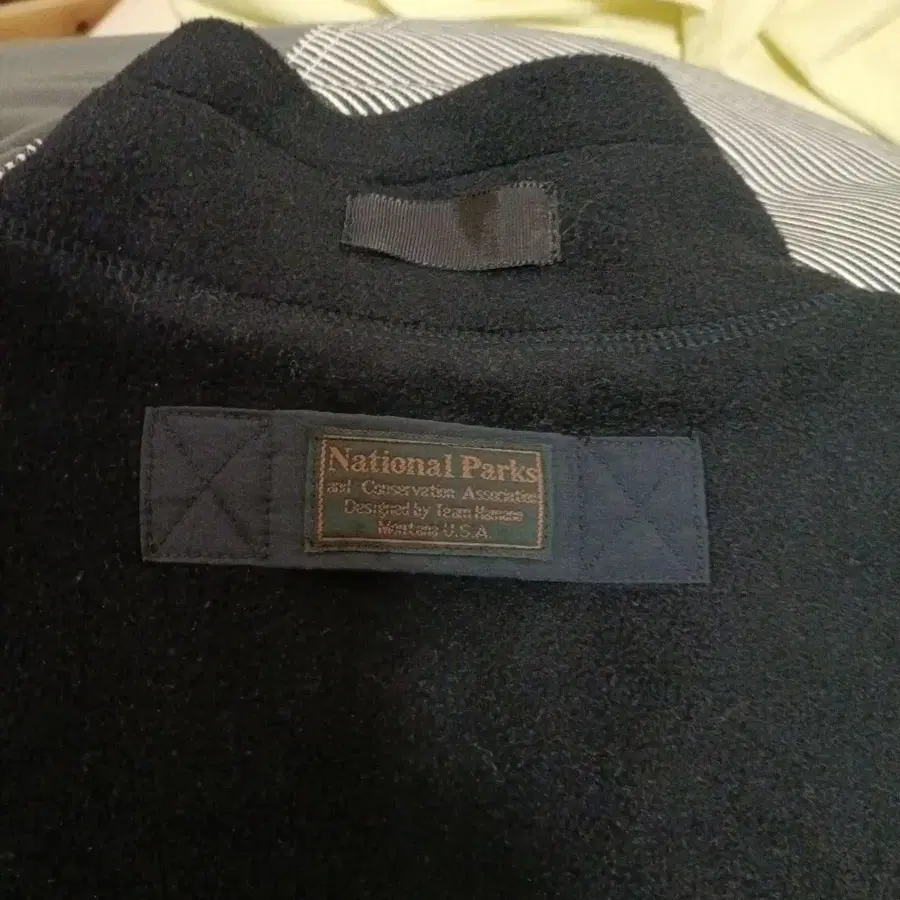 National Parks
and Conservation Association
Designed by Team
Montana U.S.A.